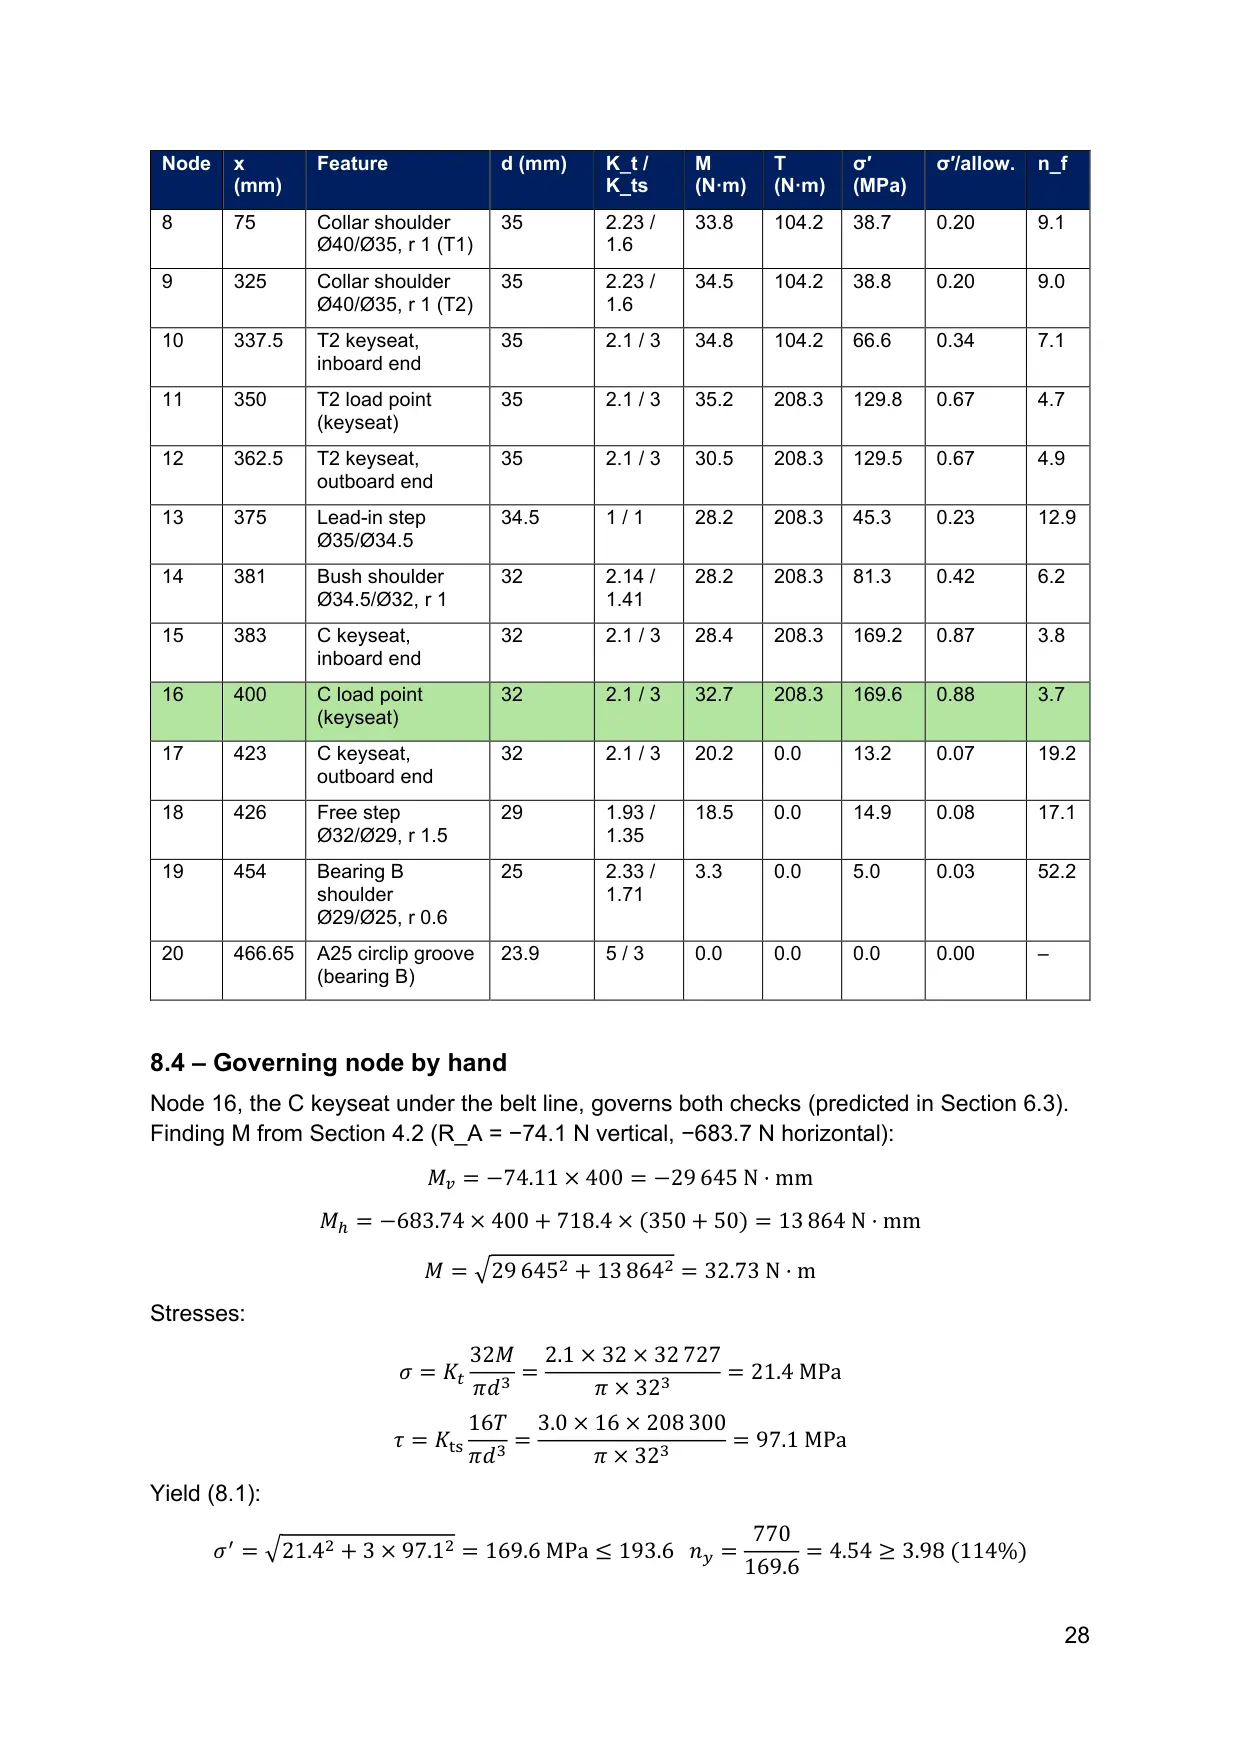 Node x (mm) Feature d (mm) K_t / K_ts M (N·m) T (N·m) σ′ (MPa) σ′/allow. n_f
8 75 Collar shoulder Ø40/Ø35, r 1 (T1) 35 2.23 / 1.6 33.8 104.2 38.7 0.20 9.1
9 325 Collar shoulder Ø40/Ø35, r 1 (T2) 35 2.23 / 1.6 34.5 104.2 38.8 0.20 9.0
10 337.5 T2 keyseat, inboard end 35 2.1 / 3 34.8 104.2 66.6 0.34 7.1
11 350 T2 load point (keyseat) 35 2.1 / 3 35.2 208.3 129.8 0.67 4.7
12 362.5 T2 keyseat, outboard end 35 2.1 / 3 30.5 208.3 129.5 0.67 4.9
13 375 Lead-in step Ø35/Ø34.5 34.5 1 / 1 28.2 208.3 45.3 0.23 12.9
14 381 Bush shoulder Ø34.5/Ø32, r 1 32 2.14 / 1.41 28.2 208.3 81.3 0.42 6.2
15 383 C keyseat, inboard end 32 2.1 / 3 28.4 208.3 169.2 0.87 3.8
16 400 C load point (keyseat) 32 2.1 / 3 32.7 208.3 169.6 0.88 3.7
17 423 C keyseat, outboard end 32 2.1 / 3 20.2 0.0 13.2 0.07 19.2
18 426 Free step Ø32/Ø29, r 1.5 29 1.93 / 1.35 18.5 0.0 14.9 0.08 17.1
19 454 Bearing B shoulder Ø29/Ø25, r 0.6 25 2.33 / 1.71 3.3 0.0 5.0 0.03 52.2
20 466.65 A25 circlip groove (bearing B) 23.9 5 / 3 0.0 0.0 0.0 0.00 –
8.4 – Governing node by hand
Node 16, the C keyseat under the belt line, governs both checks (predicted in Section 6.3).
Finding M from Section 4.2 (R_A = −74.1 N vertical, −683.7 N horizontal):
M_v = −74.11 × 400 = −29 645 N · mm
M_h = −683.74 × 400 + 718.4 × (350 + 50) = 13 864 N · mm
M = √(29 645² + 13 864²) = 32.73 N · m
Stresses:
σ = K_t 32M/πd³ = (2.1 × 32 × 32 727)/(π × 32³) = 21.4 MPa
τ = K_ts 16T/πd³ = (3.0 × 16 × 208 300)/(π × 32³) = 97.1 MPa
Yield (8.1):
σ′ = √(21.4² + 3 × 97.1²) = 169.6 MPa ≤ 193.6 n_y = 770/169.6 = 4.54 ≥ 3.98 (114%)
28